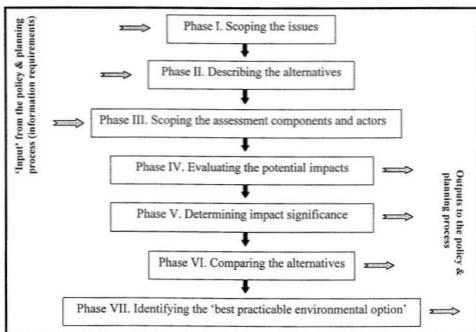 'Input' from the policy & planning
process (information requirements)
Phase I. Scoping the issues
Phase II. Describing the alternatives
Phase III. Scoping the assessment components and actors
Phase IV. Evaluating the potential impacts
Phase V. Determining impact significance
Phase VI. Comparing the alternatives
Phase VII. Identifying the 'best practicable environmental option'
Outputs to the policy &
planning process